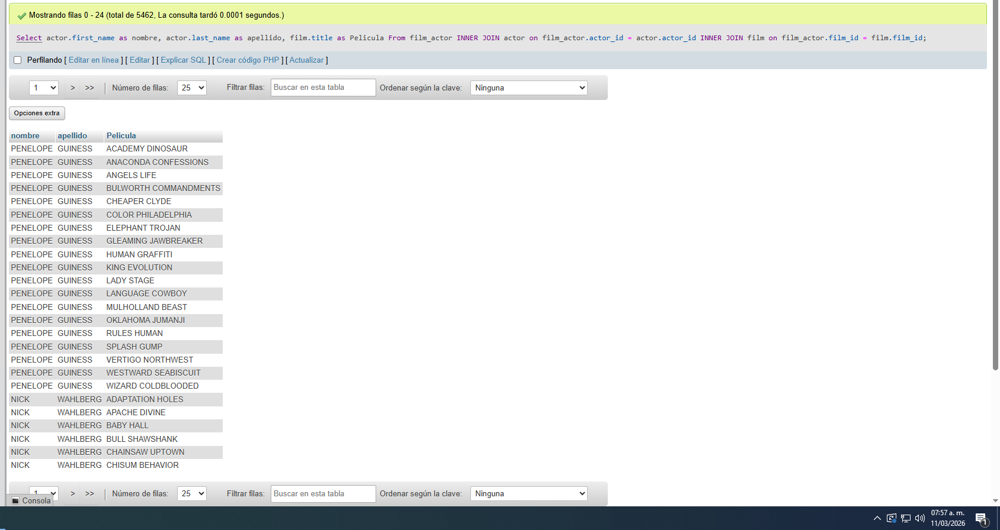 Mostrando filas 0 - 24 (total de 5462, La consulta tardó 0.0001 segundos.)
Select actor.first_name as nombre, actor.last_name as apellido, film.title as Pelicula From film_actor INNER JOIN actor on film_actor.actor_id = actor.actor_id INNER JOIN film on film_actor.film_id = film.film_id;
Perfilando [ Editar en línea ] [ Editar ] [ Explicar SQL ] [ Crear código PHP ] [ Actualizar ]
1 > >> | Número de filas: 25 Filtrar filas: Buscar en esta tabla Ordenar según la clave: Ninguna
Opciones extra
nombre apellido Pelicula
PENELOPE GUINESS ACADEMY DINOSAUR
PENELOPE GUINESS ANACONDA CONFESSIONS
PENELOPE GUINESS ANGELS LIFE
PENELOPE GUINESS BULWORTH COMMANDMENTS
PENELOPE GUINESS CHEAPER CLYDE
PENELOPE GUINESS COLOR PHILADELPHIA
PENELOPE GUINESS ELEPHANT TROJAN
PENELOPE GUINESS GLEAMING JAWBREAKER
PENELOPE GUINESS HUMAN GRAFFITI
PENELOPE GUINESS KING EVOLUTION
PENELOPE GUINESS LADY STAGE
PENELOPE GUINESS LANGUAGE COWBOY
PENELOPE GUINESS MULHOLLAND BEAST
PENELOPE GUINESS OKLAHOMA JUMANJI
PENELOPE GUINESS RULES HUMAN
PENELOPE GUINESS SPLASH GUMP
PENELOPE GUINESS VERTIGO NORTHWEST
PENELOPE GUINESS WESTWARD SEABISCUIT
PENELOPE GUINESS WIZARD COLDBLOODED
NICK WAHLBERG ADAPTATION HOLES
NICK WAHLBERG APACHE DIVINE
NICK WAHLBERG BABY HALL
NICK WAHLBERG BULL SHAWSHANK
NICK WAHLBERG CHAINSAW UPTOWN
NICK WAHLBERG CHISUM BEHAVIOR
1 > >> | Número de filas: 25 Filtrar filas: Buscar en esta tabla Ordenar según la clave: Ninguna
Consola
07:57 a. m.
11/03/2026
1